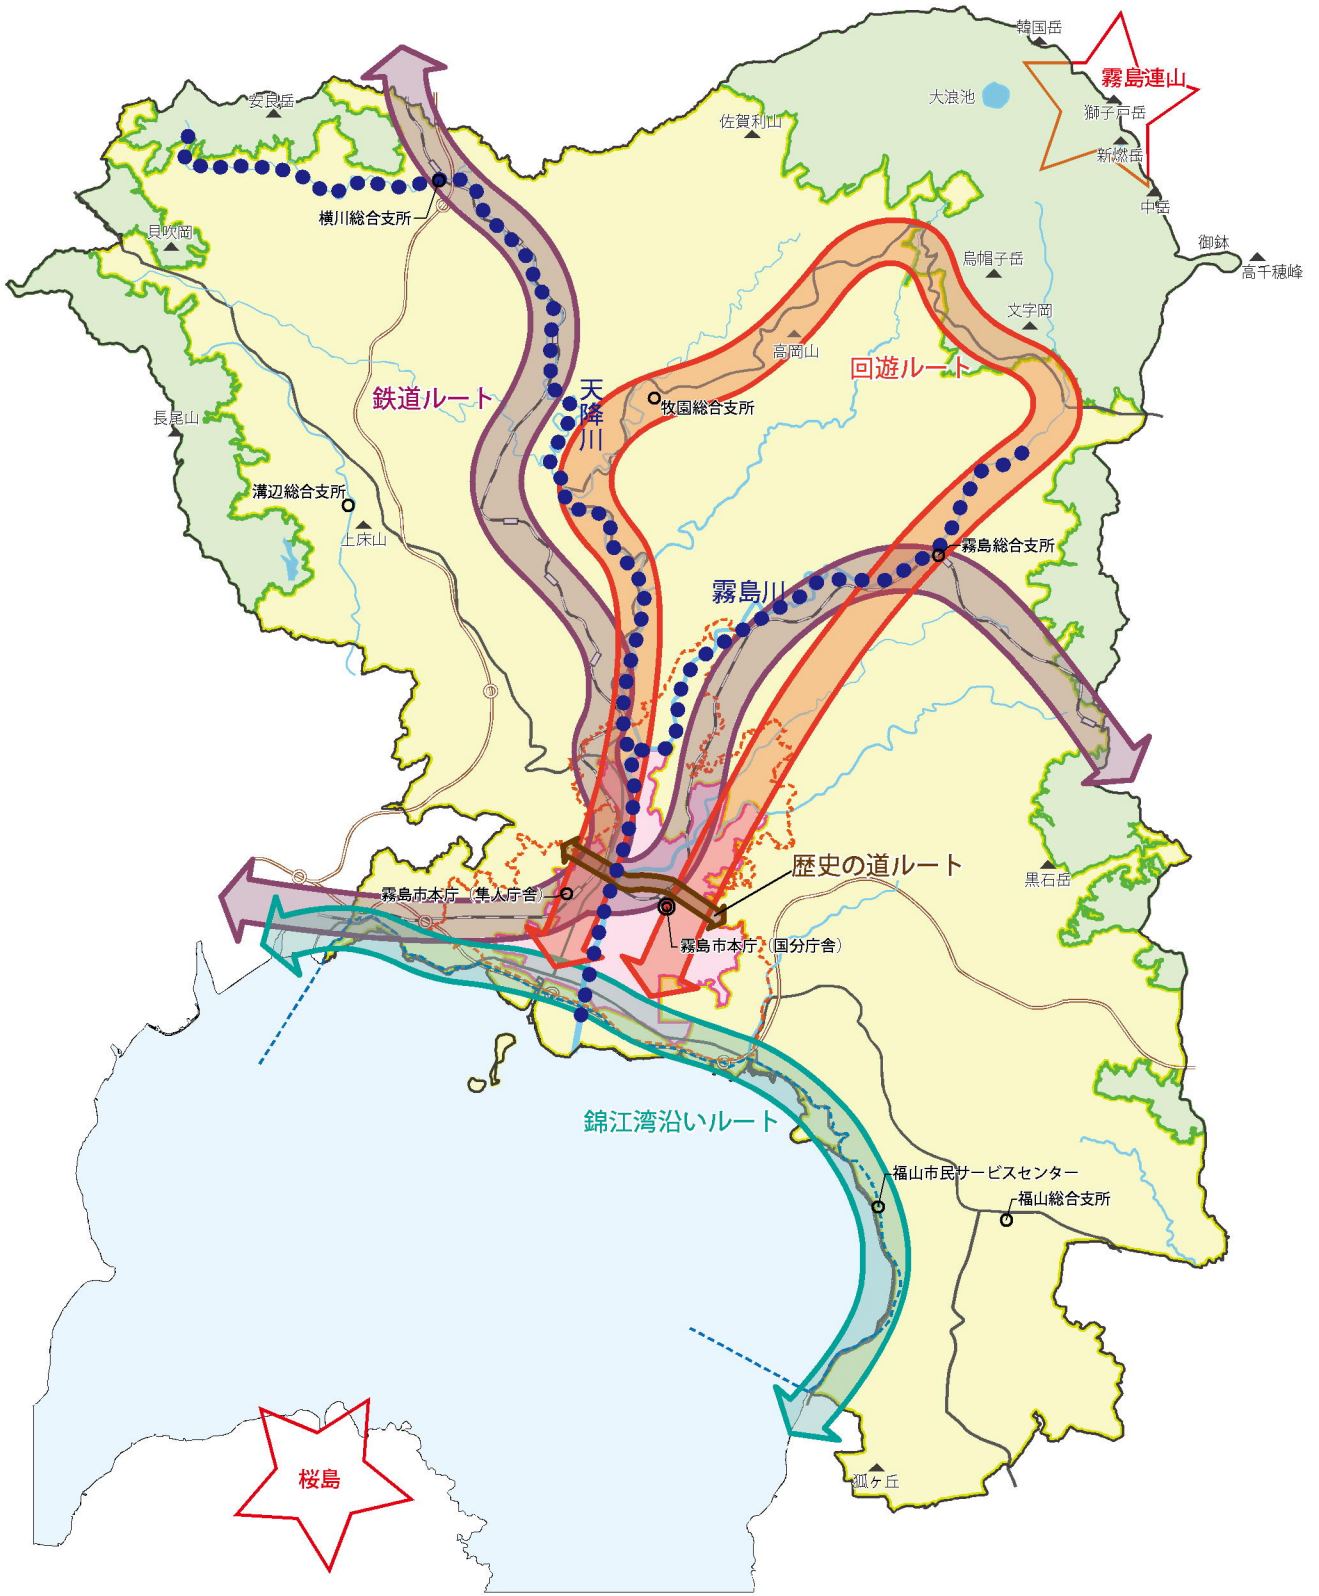 韓国岳
霧島連山
大浪池
獅子戸岳
安良岳
佐賀利山
新燃岳
中岳
横川総合支所
貝吹岡
御鉢
烏帽子岳
高千穂峰
文字岡
高岡山
回遊ルート
鉄道ルート
天降川
牧園総合支所
長尾山
溝辺総合支所
上床山
霧島総合支所
霧島川
歴史の道ルート
黒石岳
霧島市本庁（隼人庁舎）
霧島市本庁（国分庁舎）
錦江湾沿いルート
福山市民サービスセンター
福山総合支所
桜島
狐ヶ丘